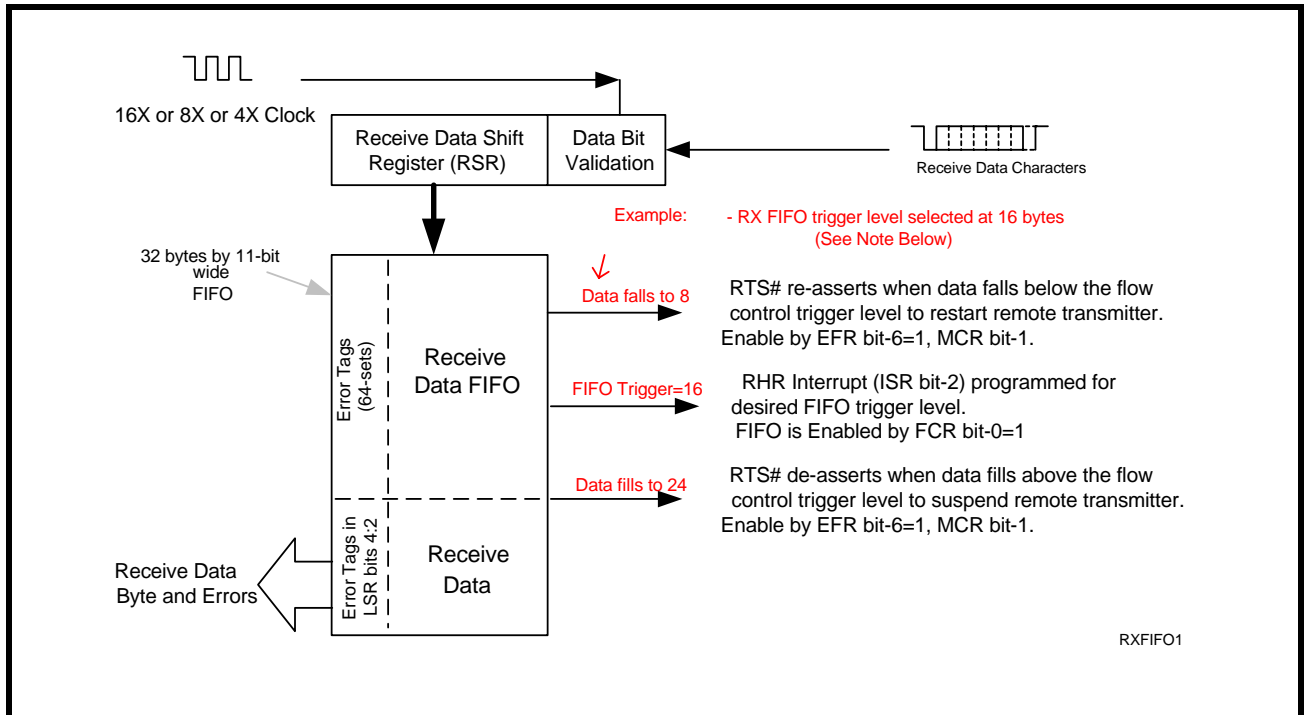 16X or 8X or 4X Clock
Receive Data Shift
Register (RSR)
Data Bit
Validation
Receive Data Characters
Example:
- RX FIFO trigger level selected at 16 bytes
(See Note Below)
32 bytes by 11-bit
wide
FIFO
Error Tags
(64-sets)
Receive
Data FIFO
Data falls to 8
RTS# re-asserts when data falls below the flow
control trigger level to restart remote transmitter.
Enable by EFR bit-6=1, MCR bit-1.
FIFO Trigger=16
RHR Interrupt (ISR bit-2) programmed for
desired FIFO trigger level.
FIFO is Enabled by FCR bit-0=1
Data fills to 24
RTS# de-asserts when data fills above the flow
control trigger level to suspend remote transmitter.
Enable by EFR bit-6=1, MCR bit-1.
Error Tags in
LSR bits 4:2
Receive
Data
Receive Data
Byte and Errors
RXFIFO1